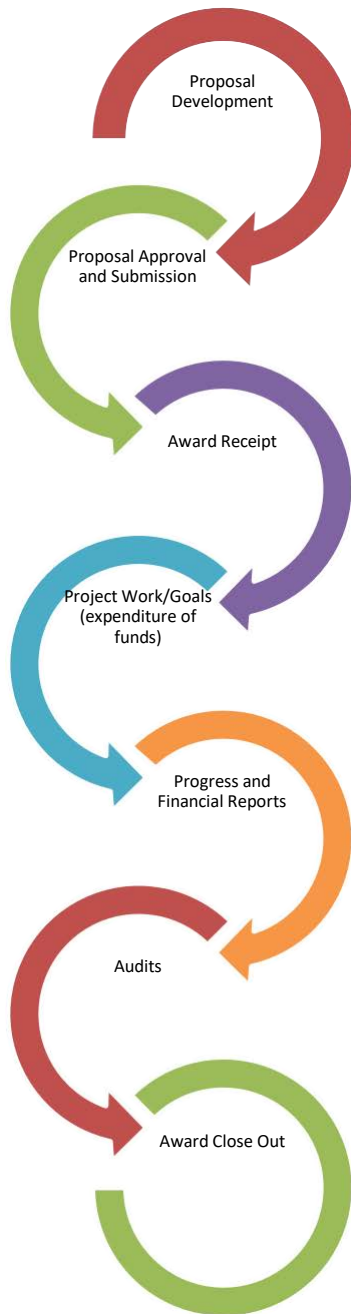 Proposal
Development
Proposal Approval
and Submission
Award Receipt
Project Work/Goals
(expenditure of
funds)
Progress and
Financial Reports
Audits
Award Close Out